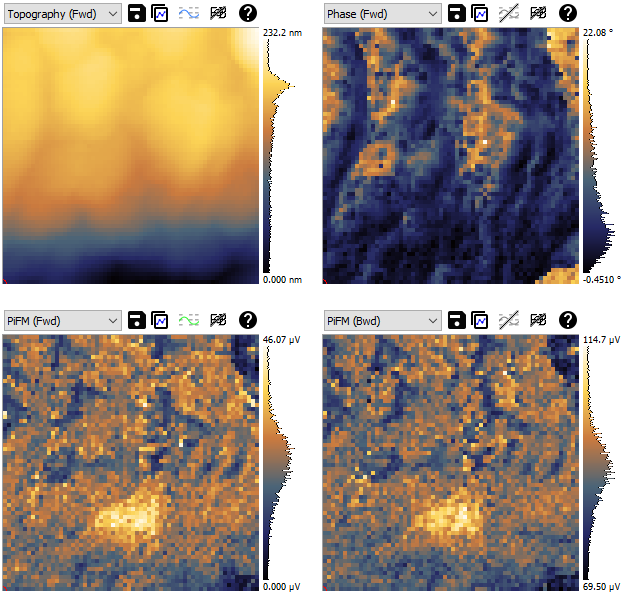 Topography (Fwd)
232.2 nm
0.000 nm
Phase (Fwd)
22.08 °
-0.4510 °
PiFM (Fwd)
46.07 µV
0.000 µV
PiFM (Bwd)
114.7 µV
69.50 µV